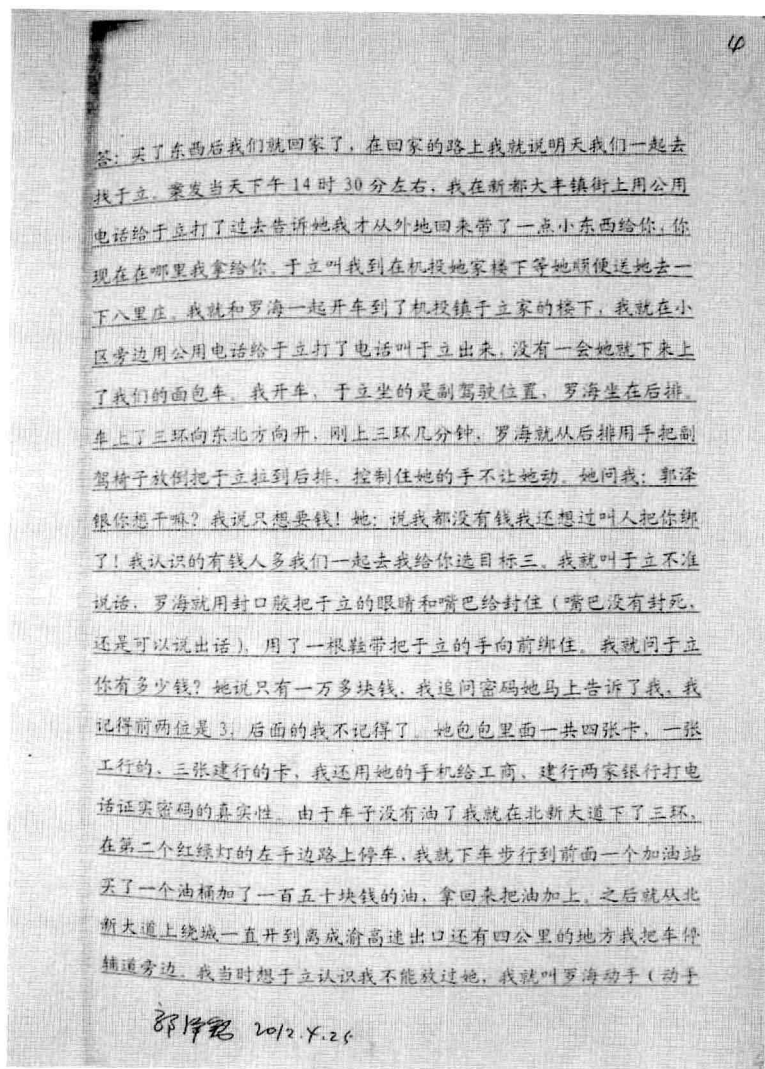 4
答：买了东西后我们就回家了，在回家的路上我就说明天我们一起去
找于立。案发当天下午14时30分左右，我在新都大丰镇街上用公用
电话给于立打了过去告诉她我才从外地回来带了一点小东西给你，你
现在在哪里我拿给你。于立叫我到在机投她家楼下等她顺便送她去一
下八里庄。我就和罗海一起开车到了机投镇于立家的楼下，我就在小
区旁边用公用电话给于立打了电话叫于立出来，没有一会她就下来上
了我们的面包车。我开车，于立坐的是副驾驶位置，罗海坐在后排。
车上了三环向东北方向开，刚上三环几分钟，罗海就从后排用手把副
驾椅子放倒把于立拉到后排，控制住她的手不让她动。她问我：郭泽
银你想干嘛？我说只想要钱！她：说我都没有钱我还想过叫人把你绑
了！我认识的有钱人多我们一起去我给你选目标三。我就叫于立不准
说话，罗海就用封口胶把于立的眼睛和嘴巴给封住（嘴巴没有封死，
还是可以说出话），用了一根鞋带把于立的手向前绑住。我就问于立
你有多少钱？她说只有一万多块钱，我追问密码她马上告诉了我，我
记得前两位是3，后面的我不记得了。她包包里面一共四张卡，一张
工行的、三张建行的卡，我还用她的手机给工商、建行两家银行打电
话证实密码的真实性。由于车子没有油了我就在北新大道下了三环，
在第二个红绿灯的左手边路上停车，我就下车步行到前面一个加油站
买了一个油桶加了一百五十块钱的油，拿回来把油加上。之后就从北
新大道上绕城一直开到离成渝高速出口还有四公里的地方我把车停
辅道旁边。我当时想于立认识我不能放过她，我就叫罗海动手（动手
郭泽银 2012.4.25